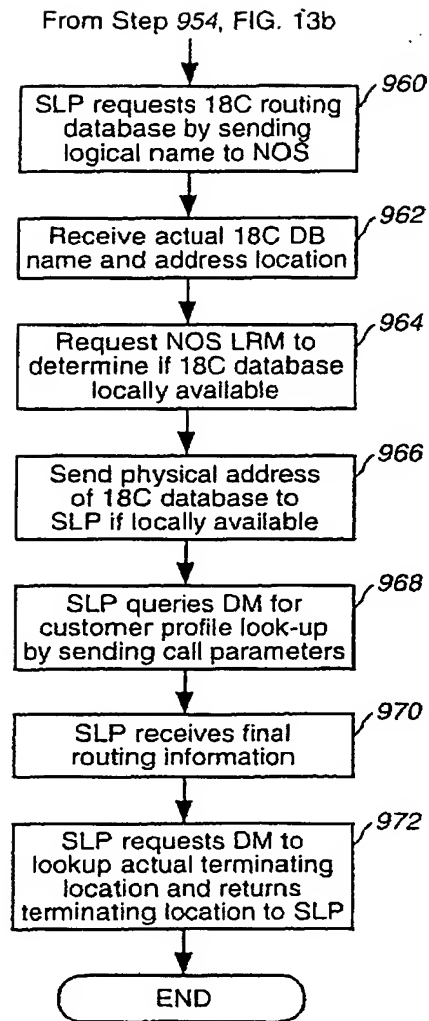 From Step 954, FIG. 13b
960
SLP requests 18C routing
database by sending
logical name to NOS
962
Receive actual 18C DB
name and address location
964
Request NOS LRM to
determine if 18C database
locally available
966
Send physical address
of 18C database to
SLP if locally available
968
SLP queries DM for
customer profile look-up
by sending call parameters
970
SLP receives final
routing information
972
SLP requests DM to
lookup actual terminating
location and returns
terminating location to SLP
END